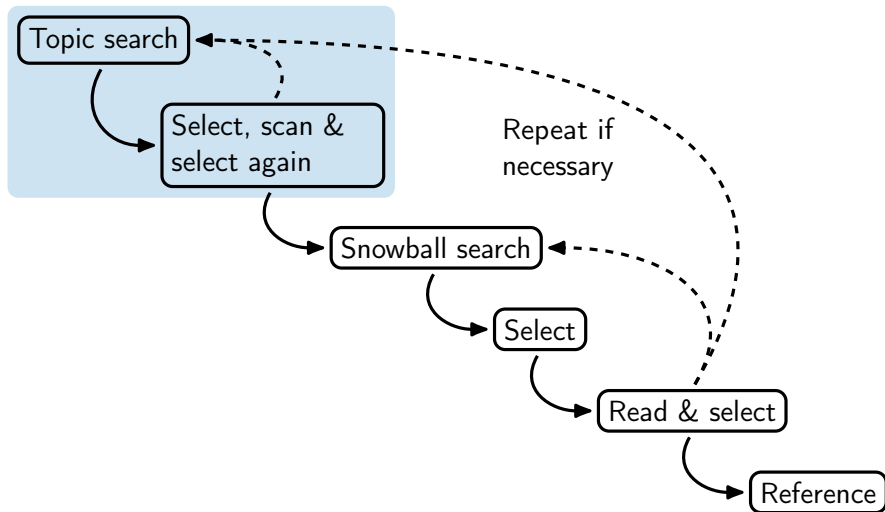 Topic search
Select, scan &
select again
Repeat if
necessary
Snowball search
Select
Read & select
Reference